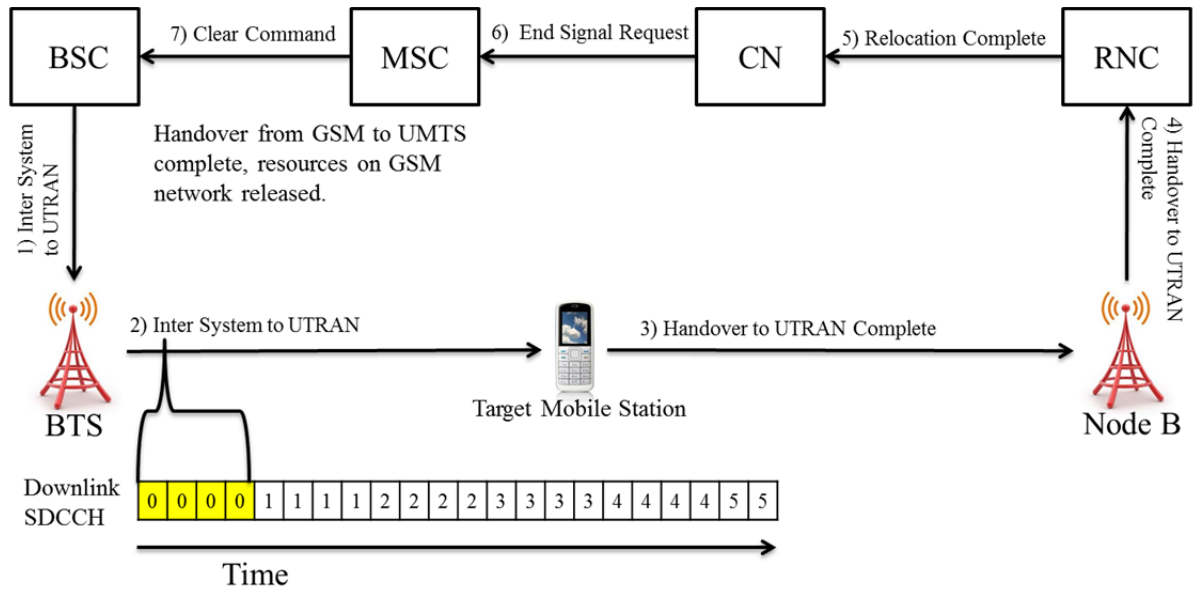 BSC
7) Clear Command
MSC
6) End Signal Request
CN
5) Relocation Complete
RNC
1) Inter System
to UTRAN
Handover from GSM to UMTS
complete, resources on GSM
network released.
4) Handover to UTRAN
Complete
2) Inter System to UTRAN
3) Handover to UTRAN Complete
BTS
Target Mobile Station
Node B
Downlink
SDCCH
0 0 0 0 1 1 1 1 2 2 2 2 3 3 3 3 4 4 4 4 5 5
Time